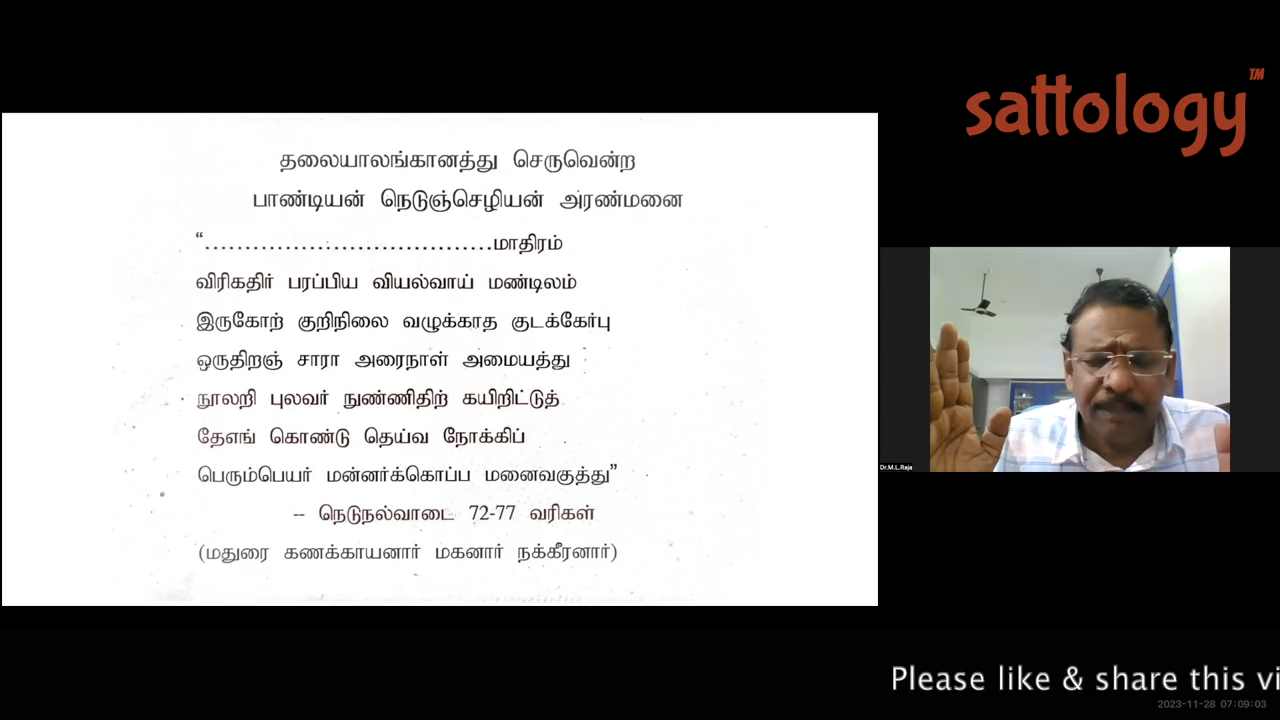 sattology™
தலையாலங்கானத்து செருவென்ற
பாண்டியன் நெடுஞ்செழியன் அரண்மனை
“....................................மாதிரம்
விரிகதிர் பரப்பிய வியல்வாய் மண்டிலம்
இருகோற் குறிநிலை வழுக்காத குடக்கேர்பு
ஒருதிறஞ் சாரா அரைநாள் அமையத்து
நூலறி புலவர் நுண்ணிதிற் கயிறிட்டுத்
தேஎங் கொண்டு தெய்வ நோக்கிப்
பெரும்பெயர் மன்னர்க்கொப்ப மனைவகுத்து”
-- நெடுநல்வாடை 72-77 வரிகள்
(மதுரை கணக்காயனார் மகனார் நக்கீரனார்)
Dr.M.L.Raja
Please like & share this vi
2023-11-28 07:09:03